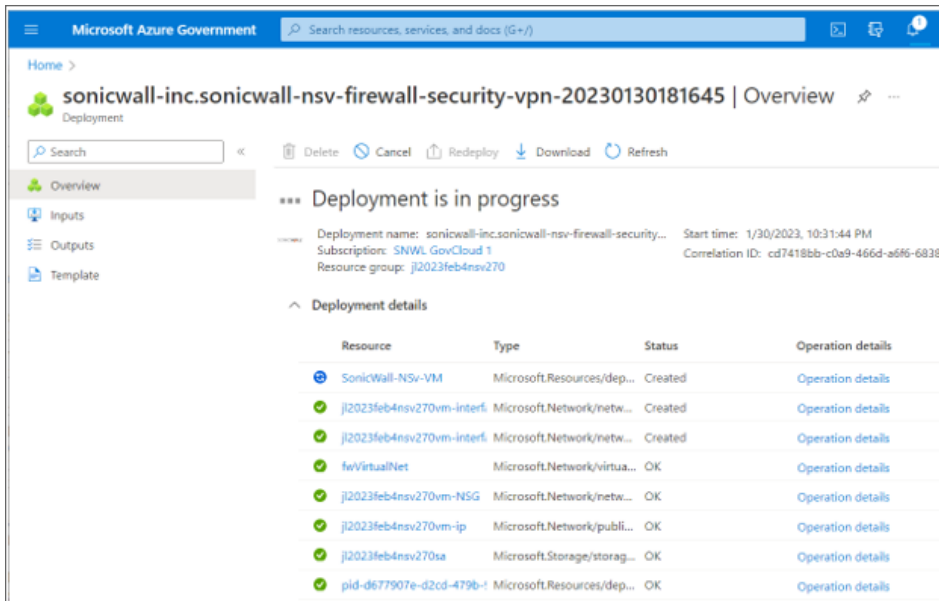 Microsoft Azure Government
Search resources, services, and docs (G+/)
1
Home >
sonicwall-inc.sonicwall-nsv-firewall-security-vpn-20230130181645 | Overview
Deployment
Search
«
Delete Cancel Redeploy Download Refresh
Overview
Inputs
Outputs
Template
Deployment is in progress
Deployment name: sonicwall-inc.sonicwall-nsv-firewall-security... Start time: 1/30/2023, 10:31:44 PM
Subscription: SNWL GovCloud 1 Correlation ID: cd7418bb-c0a9-466d-a6f6-6838
Resource group: jl2023feb4nsv270
Deployment details
Resource Type Status Operation details
SonicWall-NSv-VM Microsoft.Resources/dep... Created Operation details
jl2023feb4nsv270vm-interf Microsoft.Network/netw... Created Operation details
jl2023feb4nsv270vm-interf Microsoft.Network/netw... Created Operation details
fwVirtualNet Microsoft.Network/virtua... OK Operation details
jl2023feb4nsv270vm-NSG Microsoft.Network/netw... OK Operation details
jl2023feb4nsv270vm-ip Microsoft.Network/publi... OK Operation details
jl2023feb4nsv270sa Microsoft.Storage/storag... OK Operation details
pid-d677907e-d2cd-479b- Microsoft.Resources/dep... OK Operation details